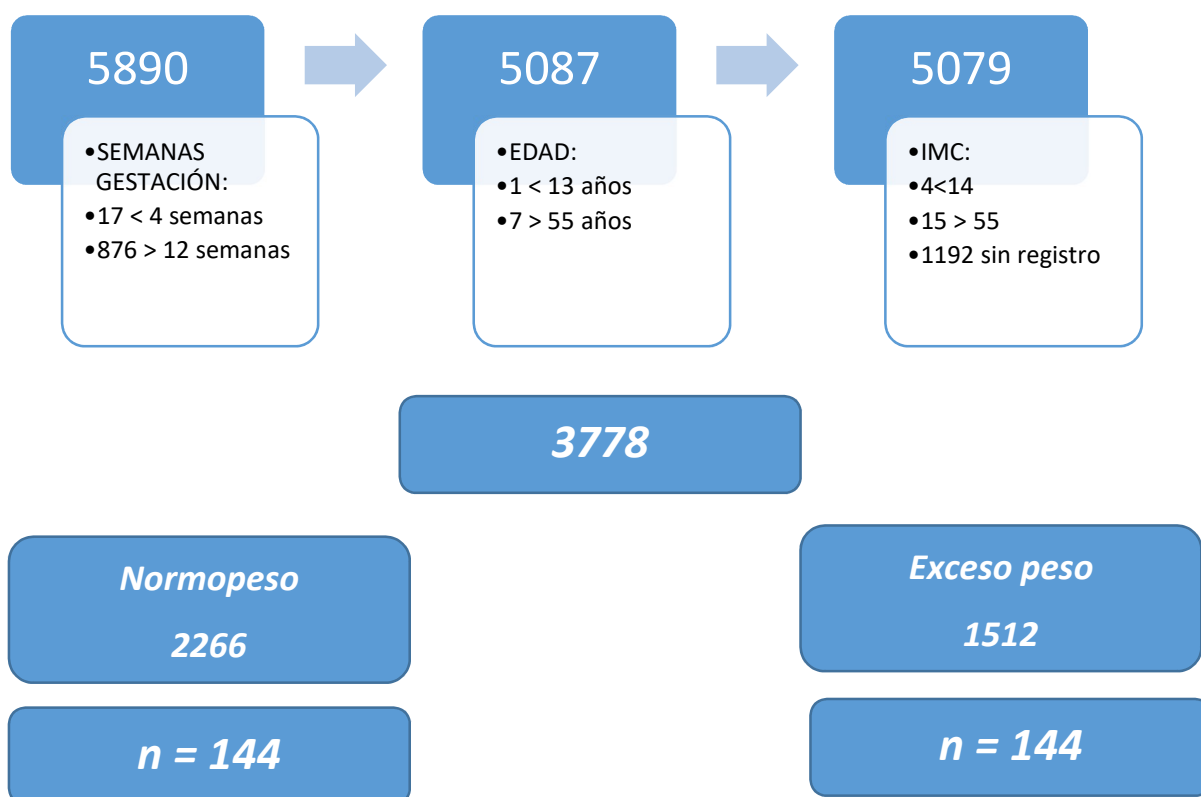 5890
•SEMANAS
GESTACIÓN:
•17 < 4 semanas
•876 > 12 semanas
5087
•EDAD:
•1 < 13 años
•7 > 55 años
5079
•IMC:
•4<14
•15 > 55
•1192 sin registro
3778
Normopeso
2266
n = 144
Exceso peso
1512
n = 144